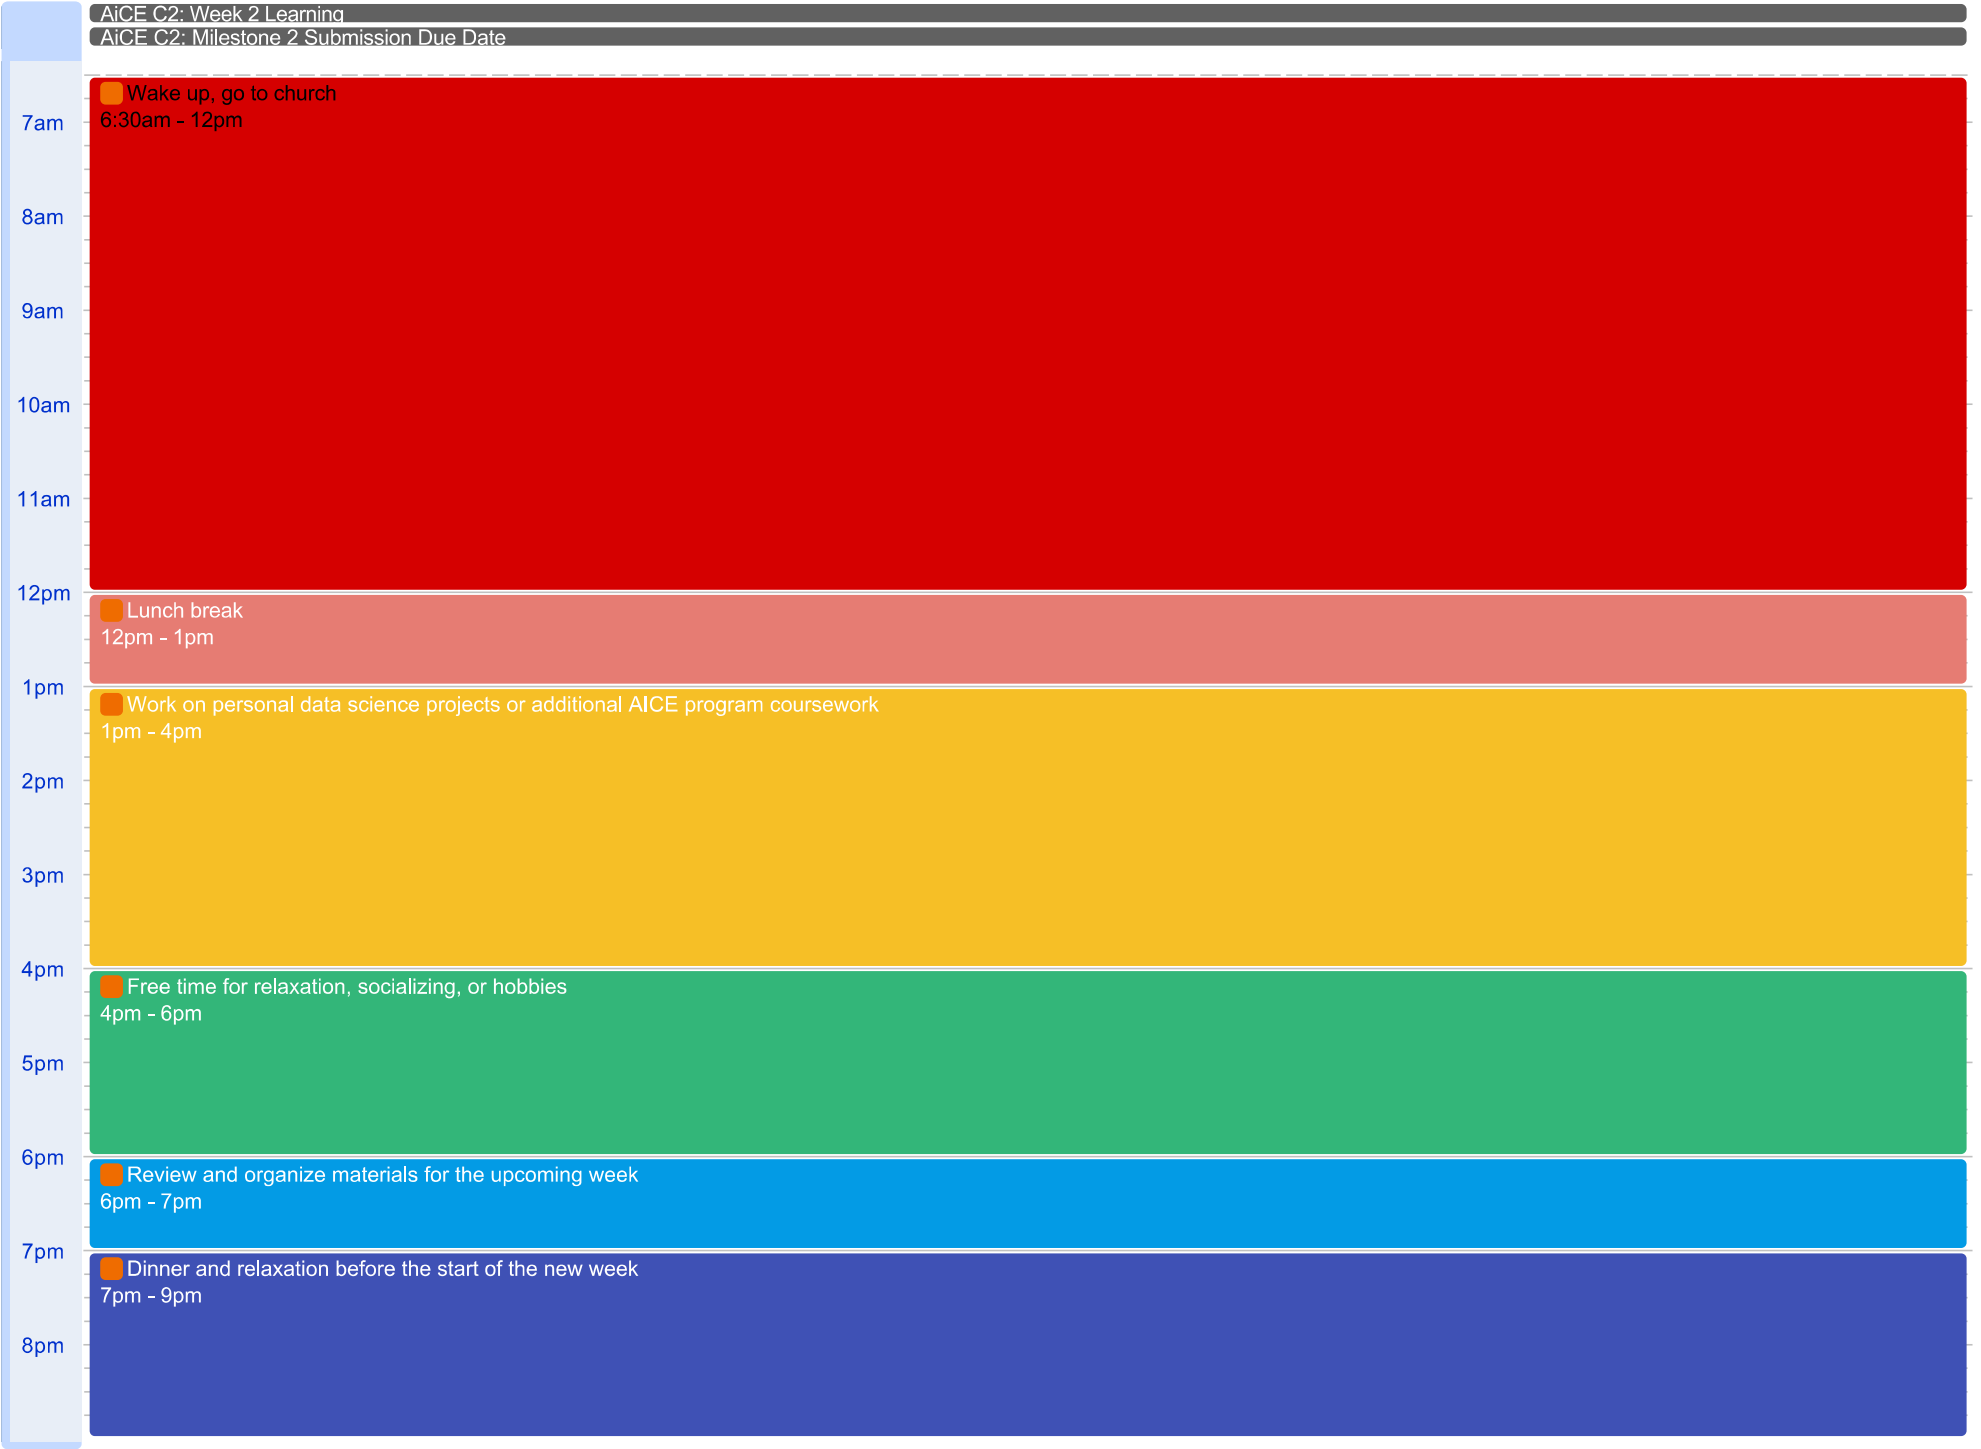 AiCE C2: Week 2 Learning
AiCE C2: Milestone 2 Submission Due Date
Wake up, go to church
6:30am - 12pm
7am
8am
9am
10am
11am
12pm
Lunch break
12pm - 1pm
1pm
Work on personal data science projects or additional AICE program coursework
1pm - 4pm
2pm
3pm
4pm
Free time for relaxation, socializing, or hobbies
4pm - 6pm
5pm
6pm
Review and organize materials for the upcoming week
6pm - 7pm
7pm
Dinner and relaxation before the start of the new week
7pm - 9pm
8pm